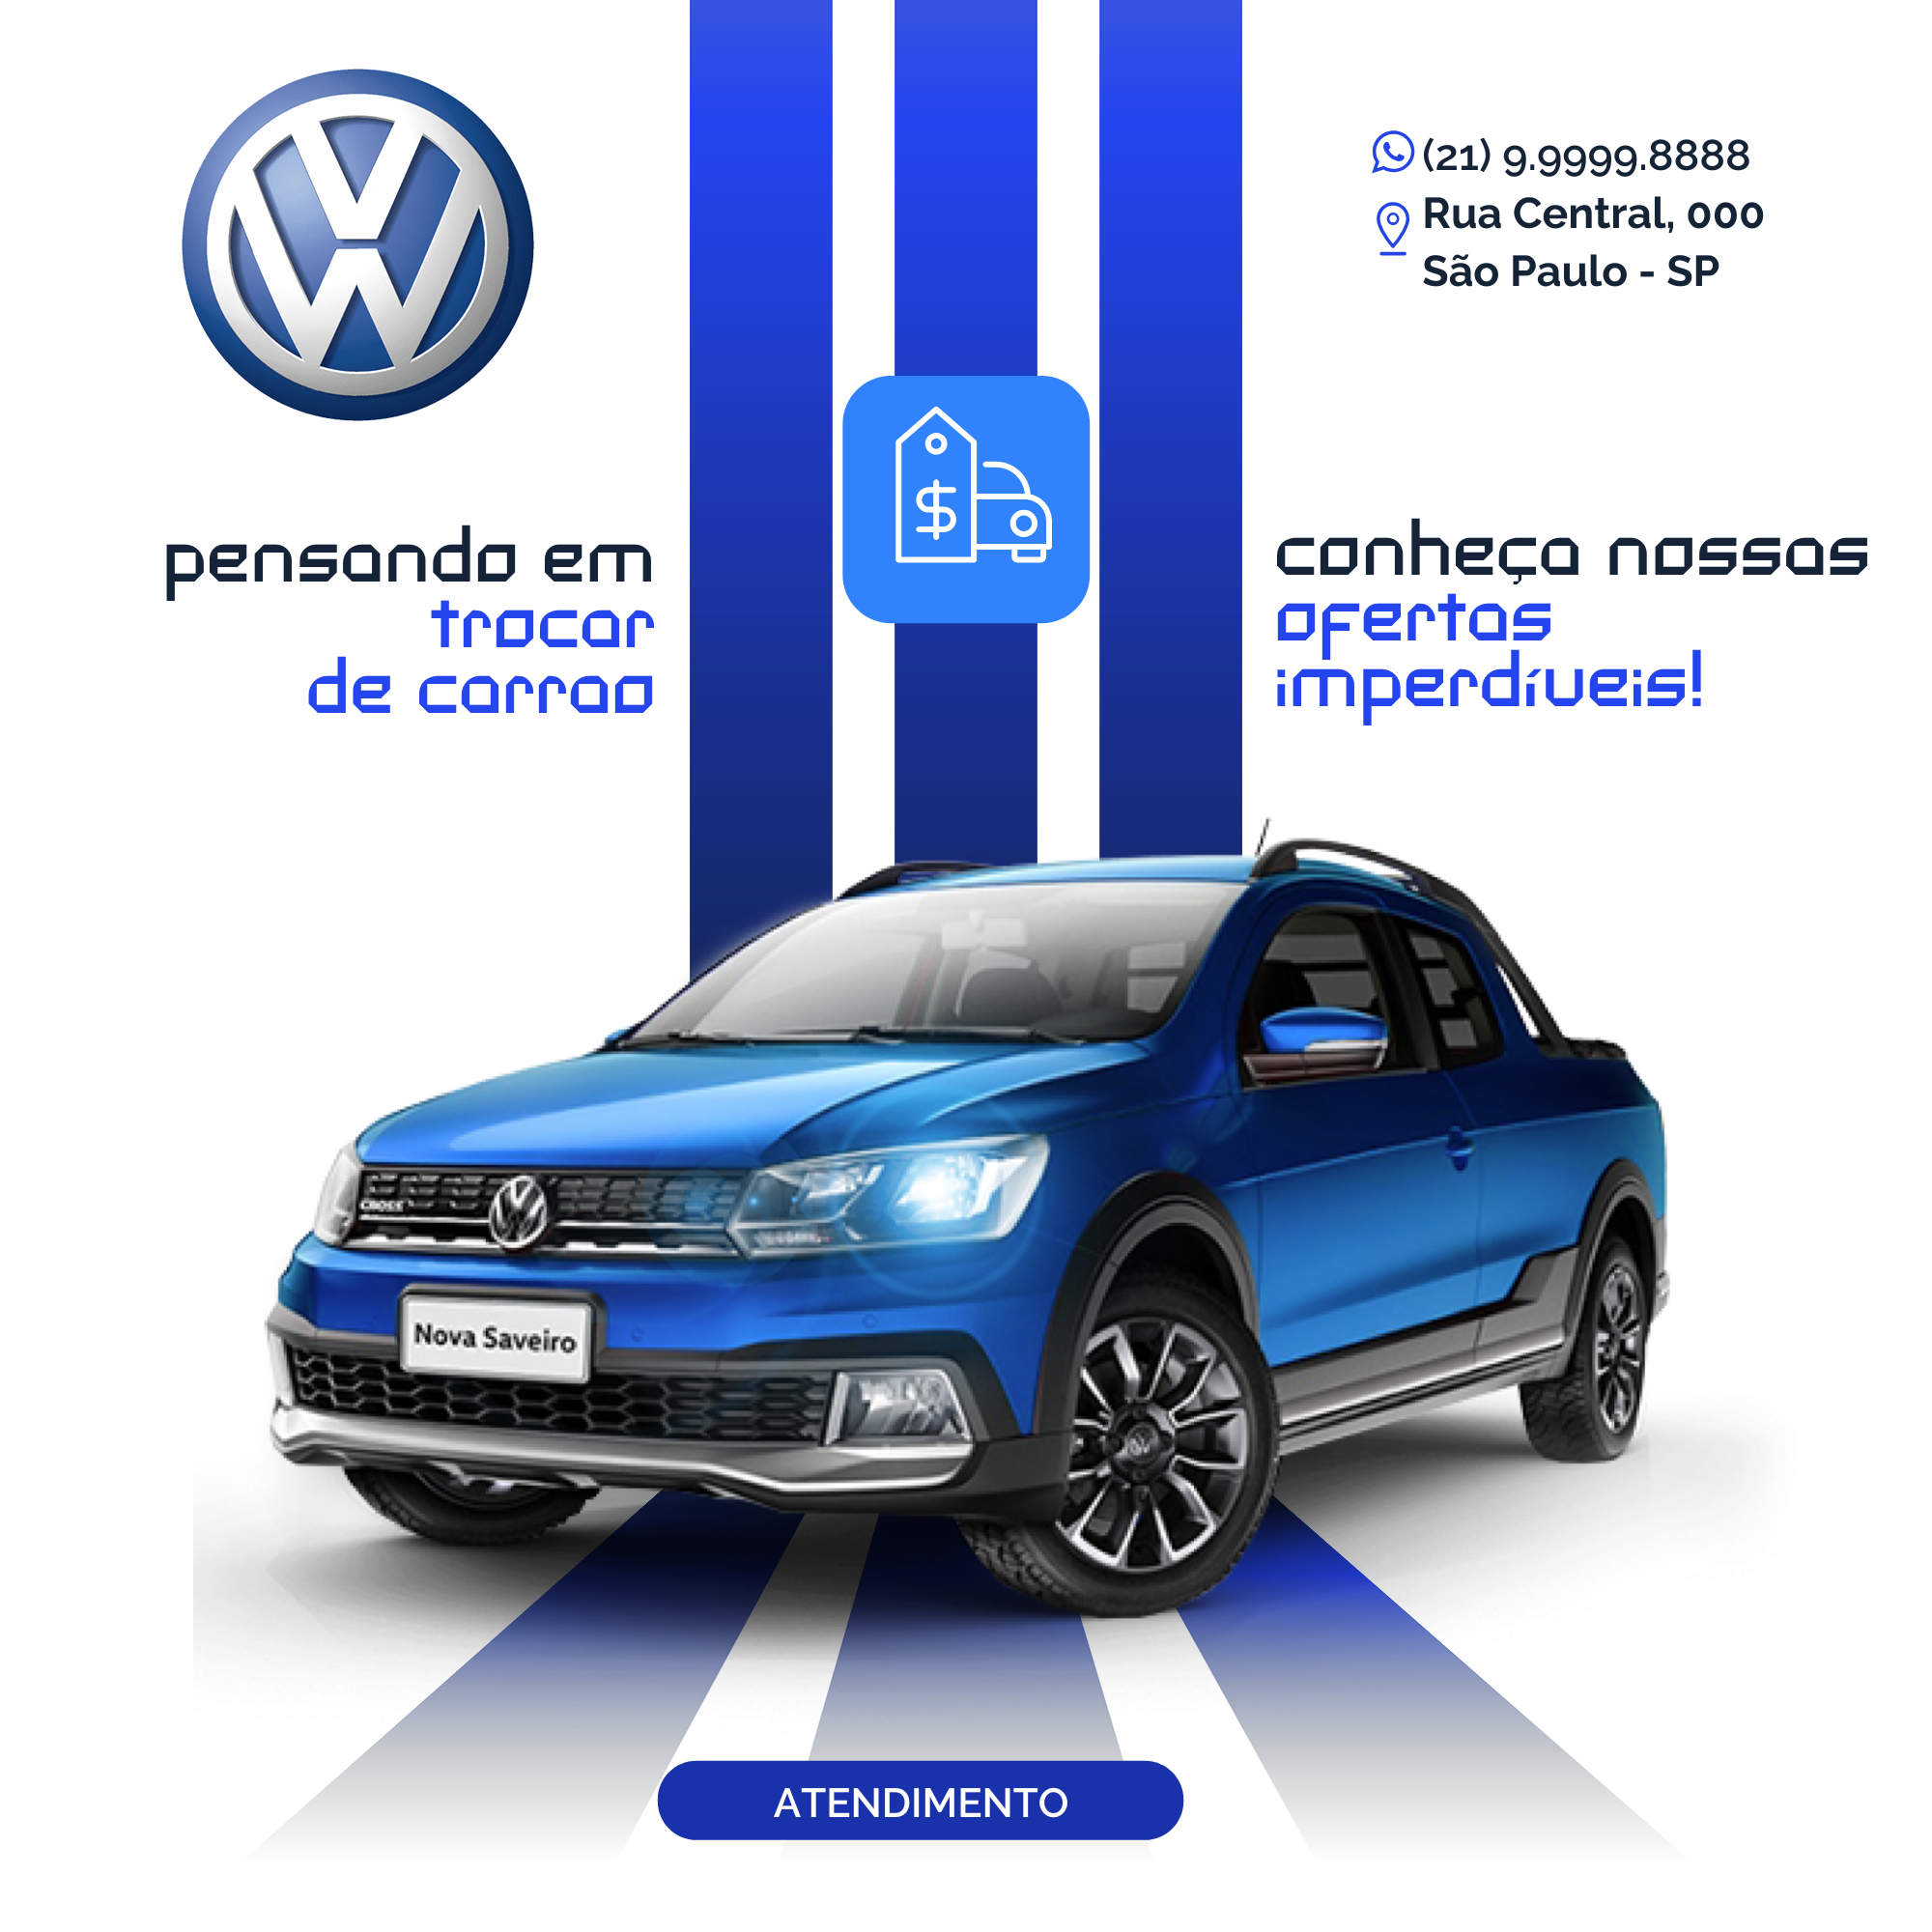 (21) 9.9999.8888
Rua Central, 000
São Paulo - SP
pensando em
trocar
de carrao
conheça nossas
ofertas
imperdíveis!
CROSS
Nova Saveiro
ATENDIMENTO